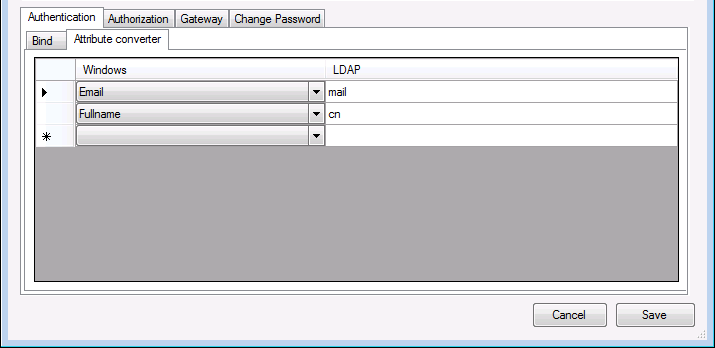 Authentication Authorization Gateway Change Password
Bind Attribute converter
Windows LDAP
Email mail
Fullname cn
Cancel Save